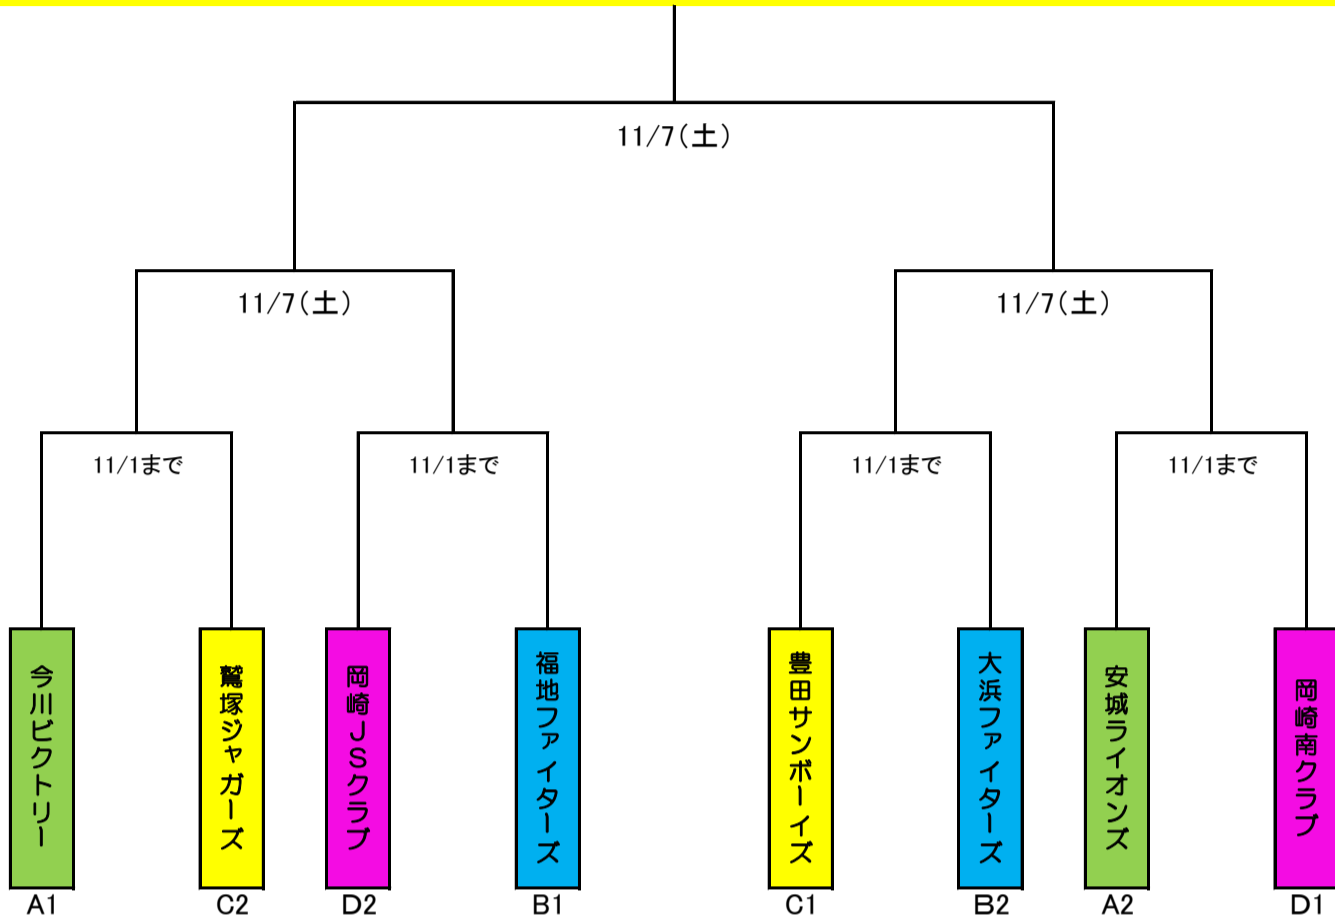 11/7(土)
11/7(土)
11/7(土)
11/1まで
11/1まで
11/1まで
11/1まで
今川ビクトリー
鷲塚ジャガーズ
岡崎JSクラブ
福地ファイターズ
豊田サンボーイズ
大浜ファイターズ
安城ライオンズ
岡崎南クラブ
A1
C2
D2
B1
C1
B2
A2
D1